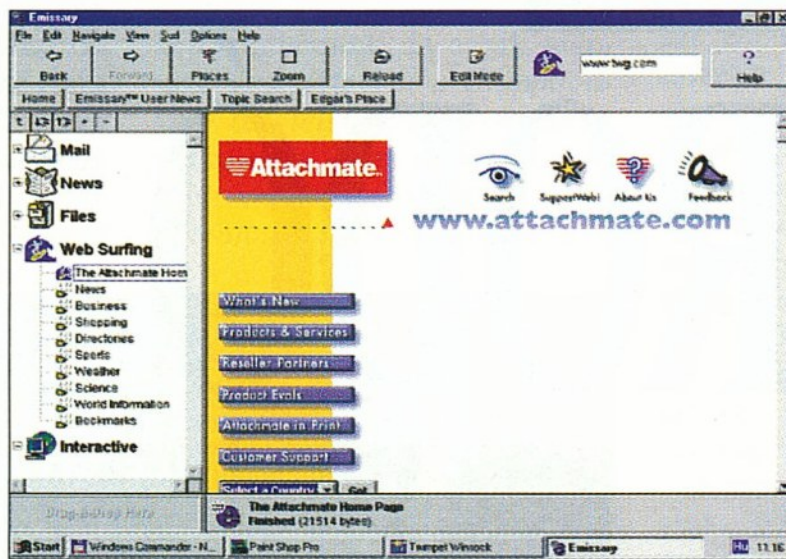 Emissary
File Edit Navigate View Surf Options Help
Back Forward Places Zoom Reload Edit Mode www.twg.com Help
Home Emissary™ User News Topic Search Edgar's Place
Mail
News
Files
Web Surfing
The Attachmate Hom
News
Business
Shopping
Directories
Sports
Weather
Science
World Information
Bookmarks
Interactive
Drag-n-Drop Here
Attachmate
Search SupportWeb! About Us Feedback
www.attachmate.com
What's New
Products & Services
Reseller Partners
Product Evals
Attachmate in Print
Customer Support
Select a Country Go!
The Attachmate Home Page
Finished (21514 bytes)
Start Windows Commander - N... Paint Shop Pro Trumpet Winsock Emissary Hu 11:16